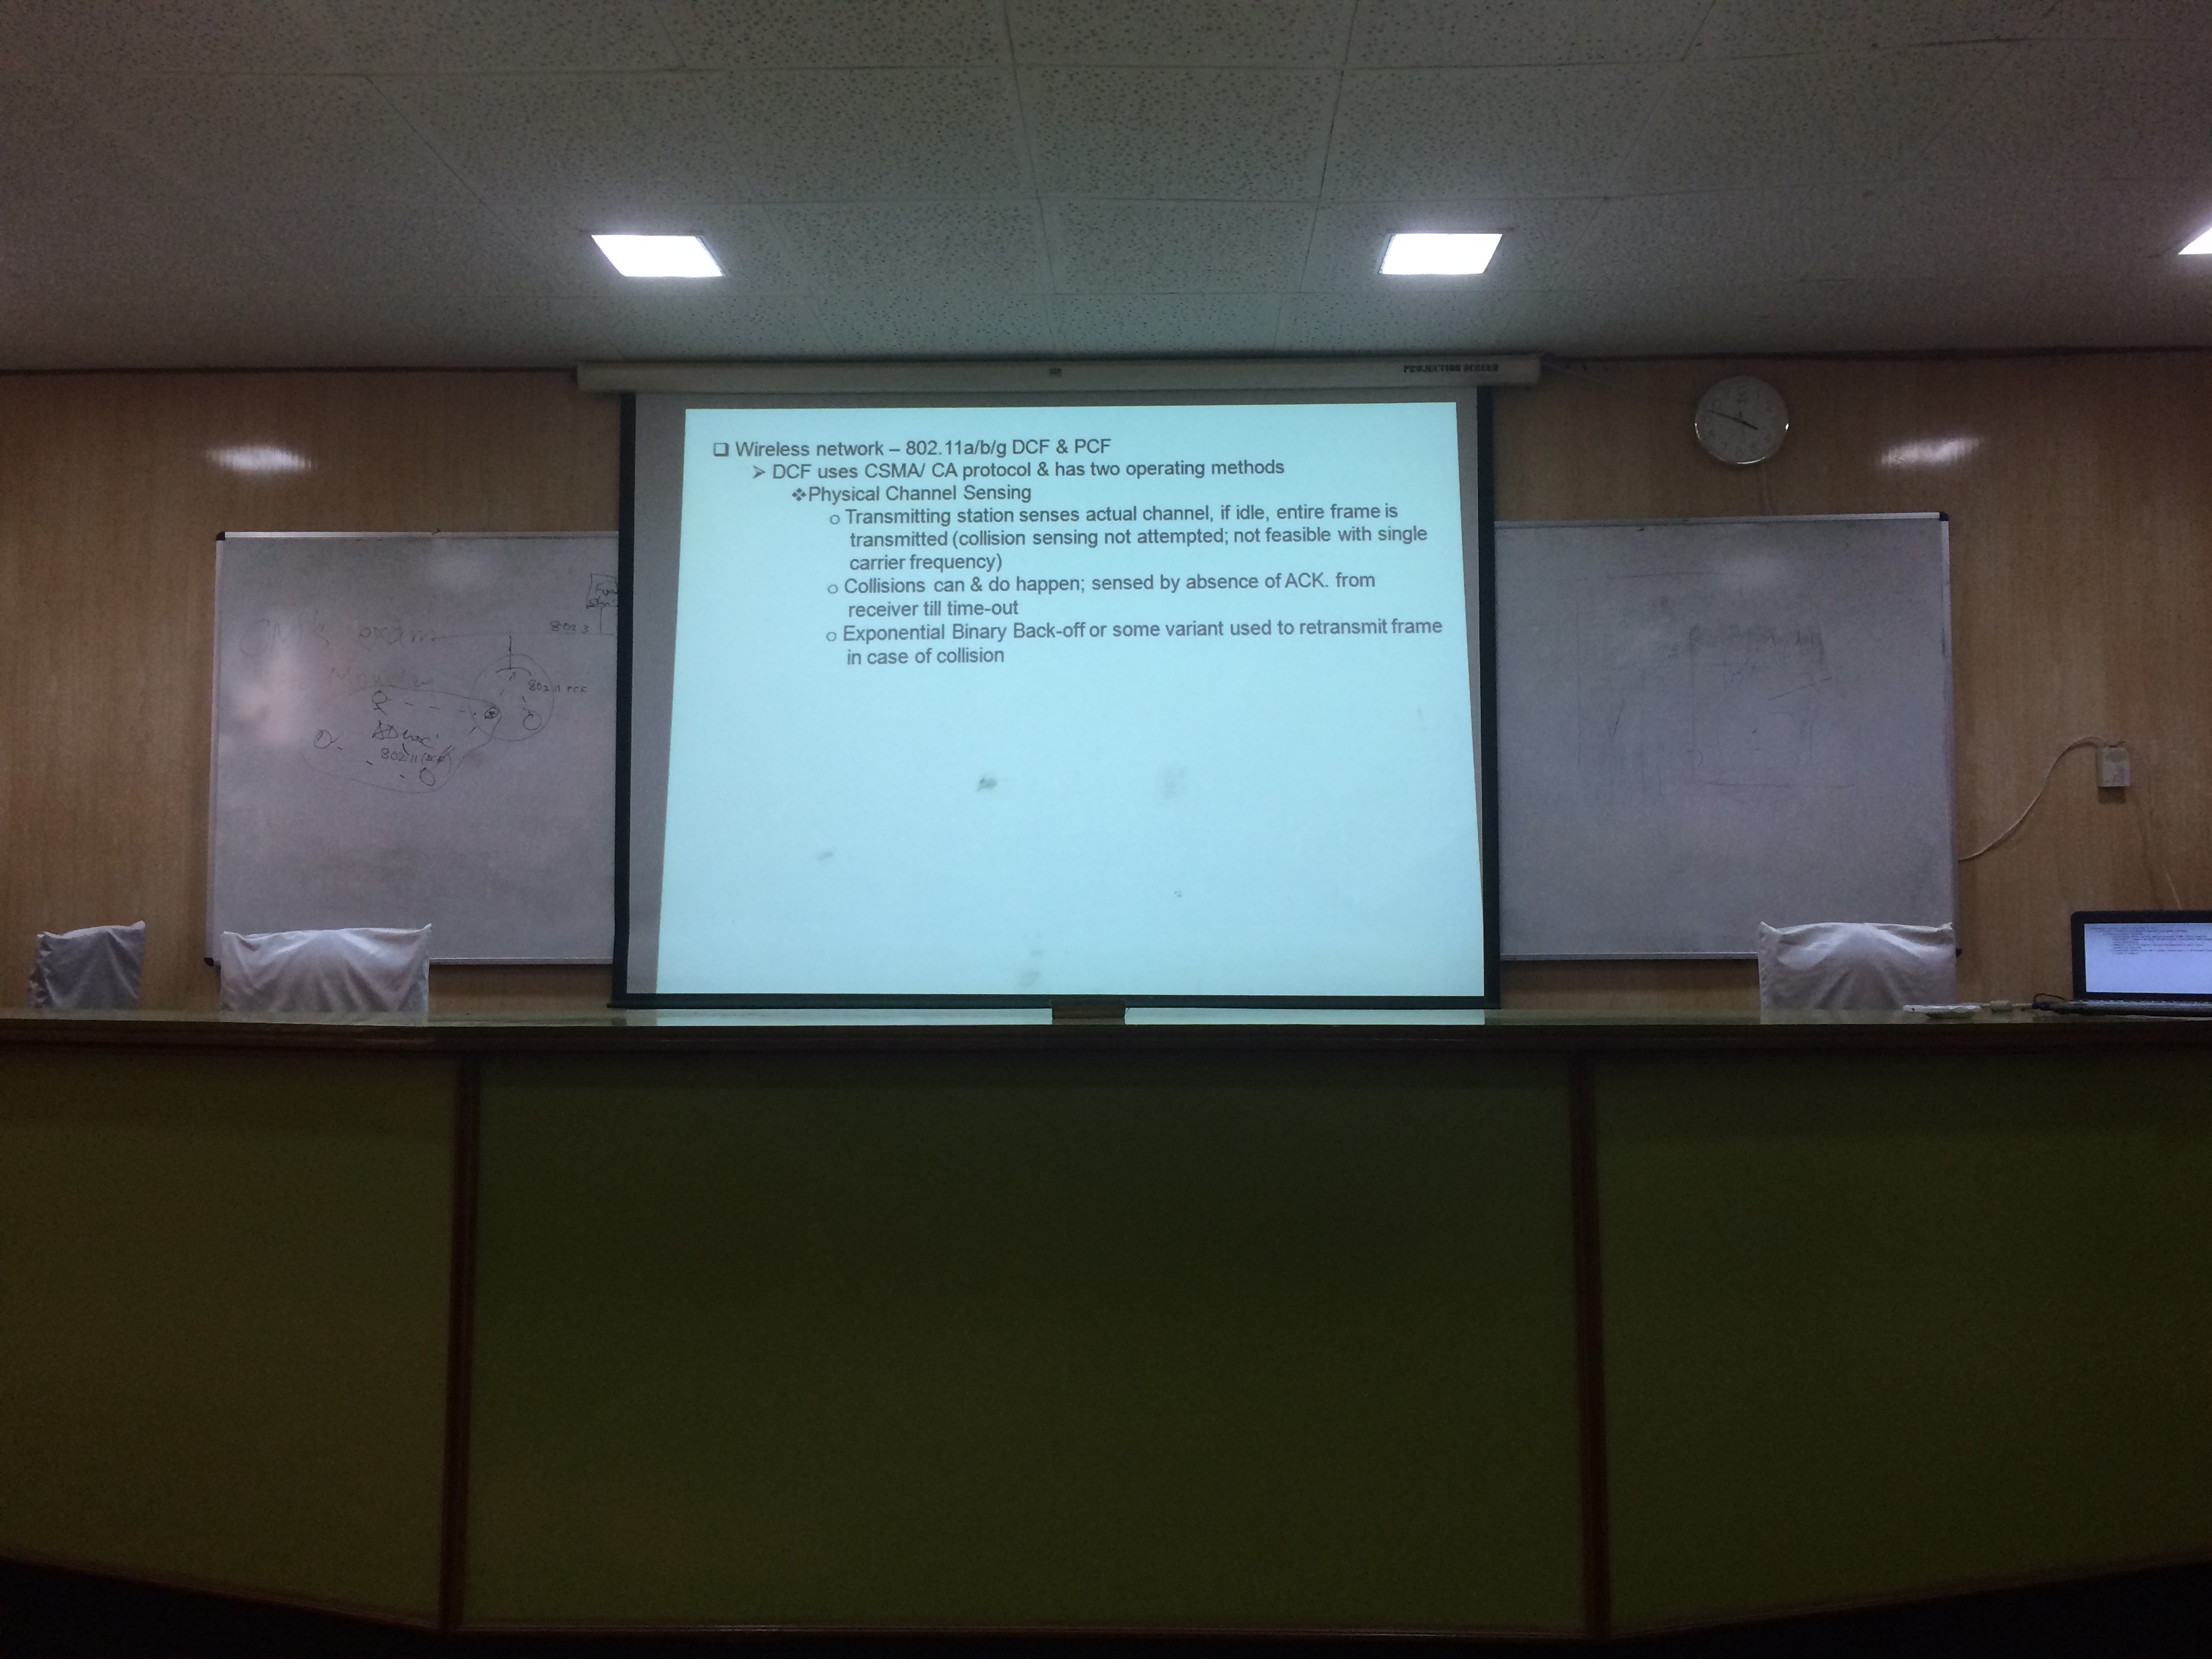 PROJECTION SCREEN
❑ Wireless network – 802.11a/b/g DCF & PCF
➢ DCF uses CSMA/ CA protocol & has two operating methods
❖Physical Channel Sensing
o Transmitting station senses actual channel, if idle, entire frame is
transmitted (collision sensing not attempted; not feasible with single
carrier frequency)
o Collisions can & do happen; sensed by absence of ACK. from
receiver till time-out
o Exponential Binary Back-off or some variant used to retransmit frame
in case of collision
802.3
exam
802.11 PCF
802.11